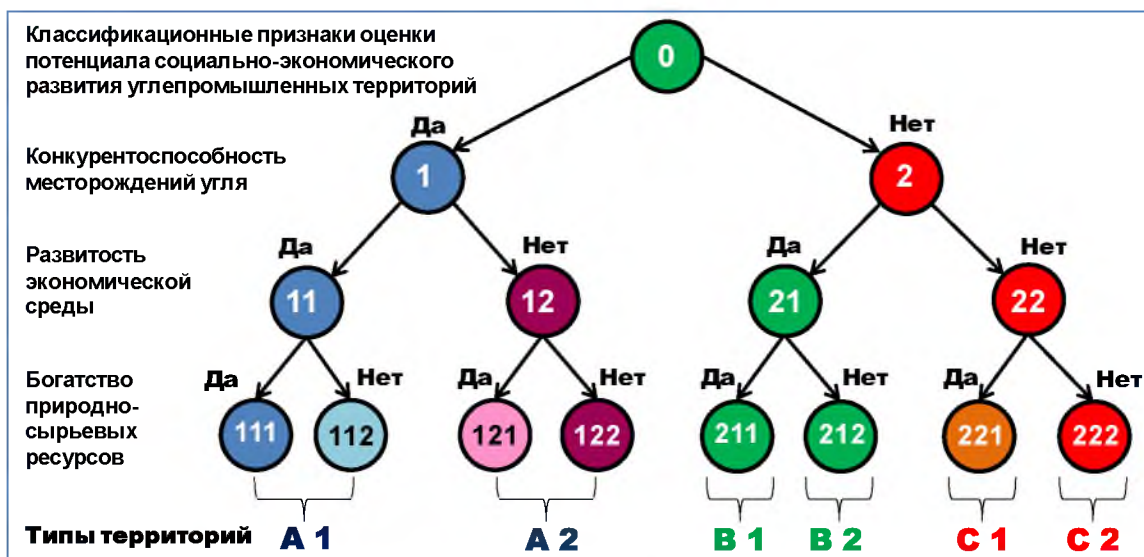 Классификационные признаки оценки
потенциала социально-экономического
развития углепромышленных территорий
0
Да
Нет
Конкурентоспособность
месторождений угля
1
2
Да
Нет
Да
Нет
Развитость
экономической
среды
11
12
21
22
Да
Нет
Да
Нет
Да
Нет
Да
Нет
Богатство
природно-
сырьевых
ресурсов
111
112
121
122
211
212
221
222
Типы территорий
А 1
А 2
В 1
В 2
С 1
С 2